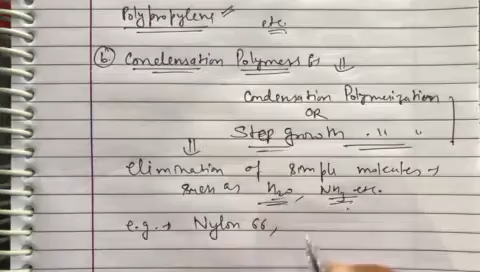 Polypropylene etc.
(b) Condensation Polymers :- ⇓
Condensation Polymerization
OR
Step growth " "
⇓
elimination of simple molecules →
such as H₂O, NH₃ etc.
e.g. → Nylon 66,